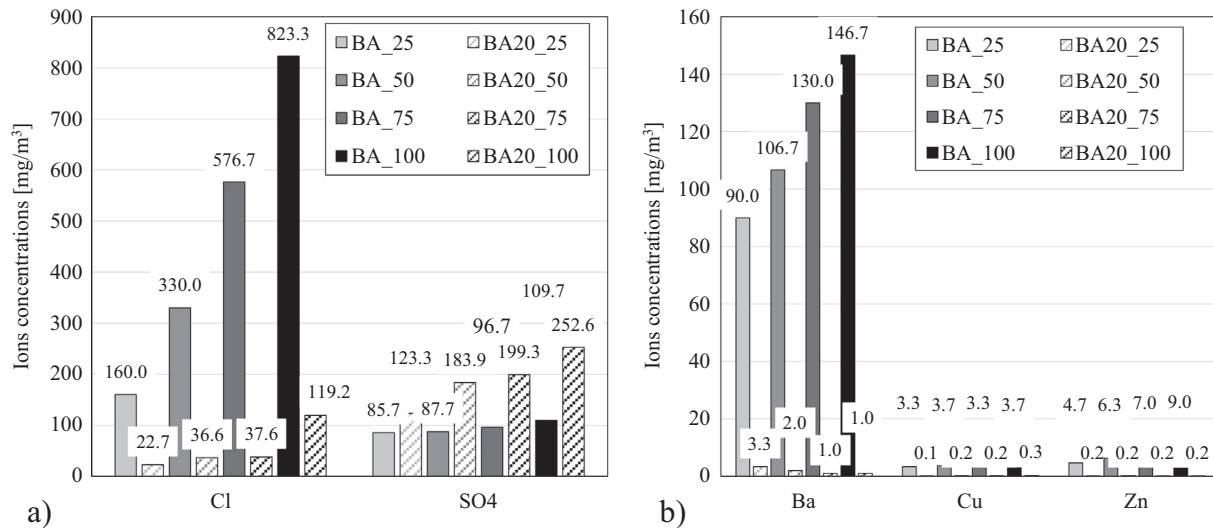 Ions concentrations [mg/m³]
900
800
700
600
500
400
300
200
100
0
BA_25 BA20_25
BA_50 BA20_50
BA_75 BA20_75
BA_100 BA20_100
160.0
22.7
330.0
36.6
576.7
37.6
823.3
119.2
85.7
123.3
87.7
183.9
96.7
199.3
109.7
252.6
Cl SO4
a)
Ions concentrations [mg/m³]
160
140
120
100
80
60
40
20
0
BA_25 BA20_25
BA_50 BA20_50
BA_75 BA20_75
BA_100 BA20_100
90.0
3.3
106.7
2.0
130.0
1.0
146.7
1.0
3.3 3.7 3.3 3.7
0.1 0.2 0.2 0.3
4.7 6.3 7.0 9.0
0.2 0.2 0.2 0.2
Ba Cu Zn
b)